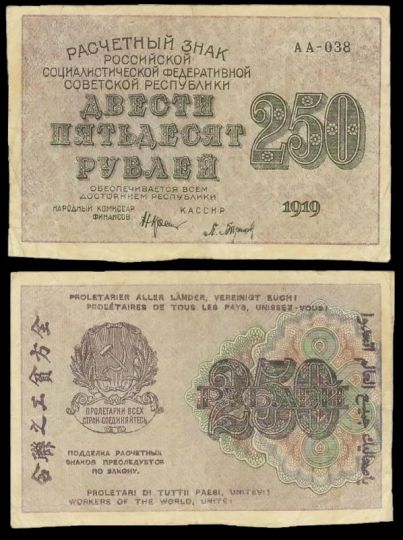 РАСЧЕТНЫЙ ЗНАК
РОССИЙСКОЙ
СОЦИАЛИСТИЧЕСКОЙ ФЕДЕРАТИВНОЙ
СОВЕТСКОЙ РЕСПУБЛИКИ
ДВЕСТИ
ПЯТЬДЕСЯТ
РУБЛЕЙ
АА-038
250
ОБЕСПЕЧИВАЕТСЯ ВСЕМ
ДОСТОЯНИЕМ РЕСПУБЛИКИ
НАРОДНЫЙ КОМИССАР
ФИНАНСОВ.
КАССИР.
1919
PROLETARIER ALLER LÄNDER, VEREINIGT EUCH!
PROLÉTAIRES DE TOUS LES PAYS, UNISSEZ-VOUS!
ПРОЛЕТАРИИ ВСЕХ
СТРАН, СОЕДИНЯЙТЕСЬ
250
РУБЛЕЙ
ПОДДЕЛКА РАСЧЕТНЫХ
ЗНАКОВ ПРЕСЛЕДУЕТСЯ
ПО ЗАКОНУ.
PROLETARI DI TUTTI I PAESI, UNITEVI!
WORKERS OF THE WORLD, UNITE!